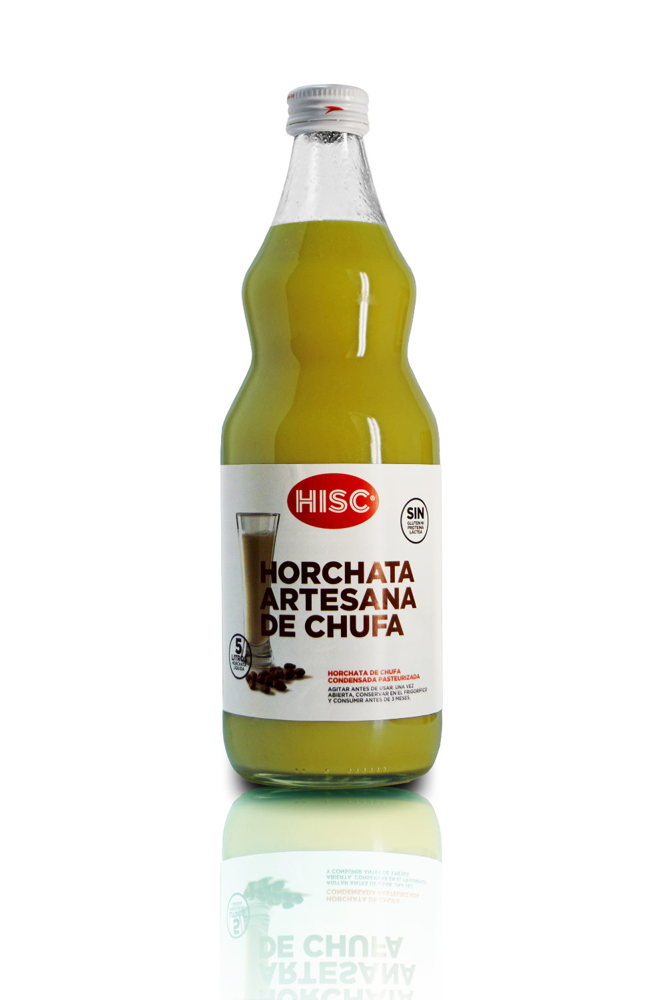 HISC®
SIN
GLUTEN NI
PROTEINA
LÁCTEA
HORCHATA
ARTESANA
DE CHUFA
5
LITROS
HORCHATA
LÍQUIDA
HORCHATA DE CHUFA
CONDENSADA PASTEURIZADA
AGITAR ANTES DE USAR. UNA VEZ
ABIERTA, CONSERVAR EN EL FRIGORÍFICO
Y CONSUMIR ANTES DE 3 MESES.